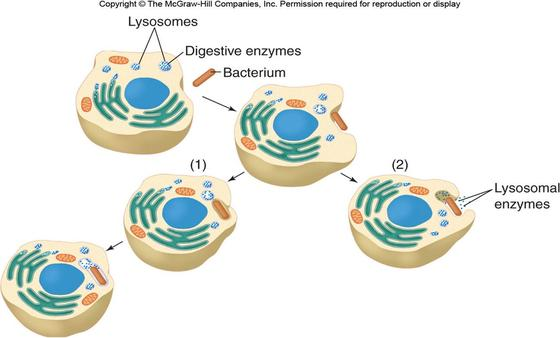 Copyright © The McGraw-Hill Companies, Inc. Permission required for reproduction or display
Lysosomes
Digestive enzymes
Bacterium
(1)
(2)
Lysosomal
enzymes